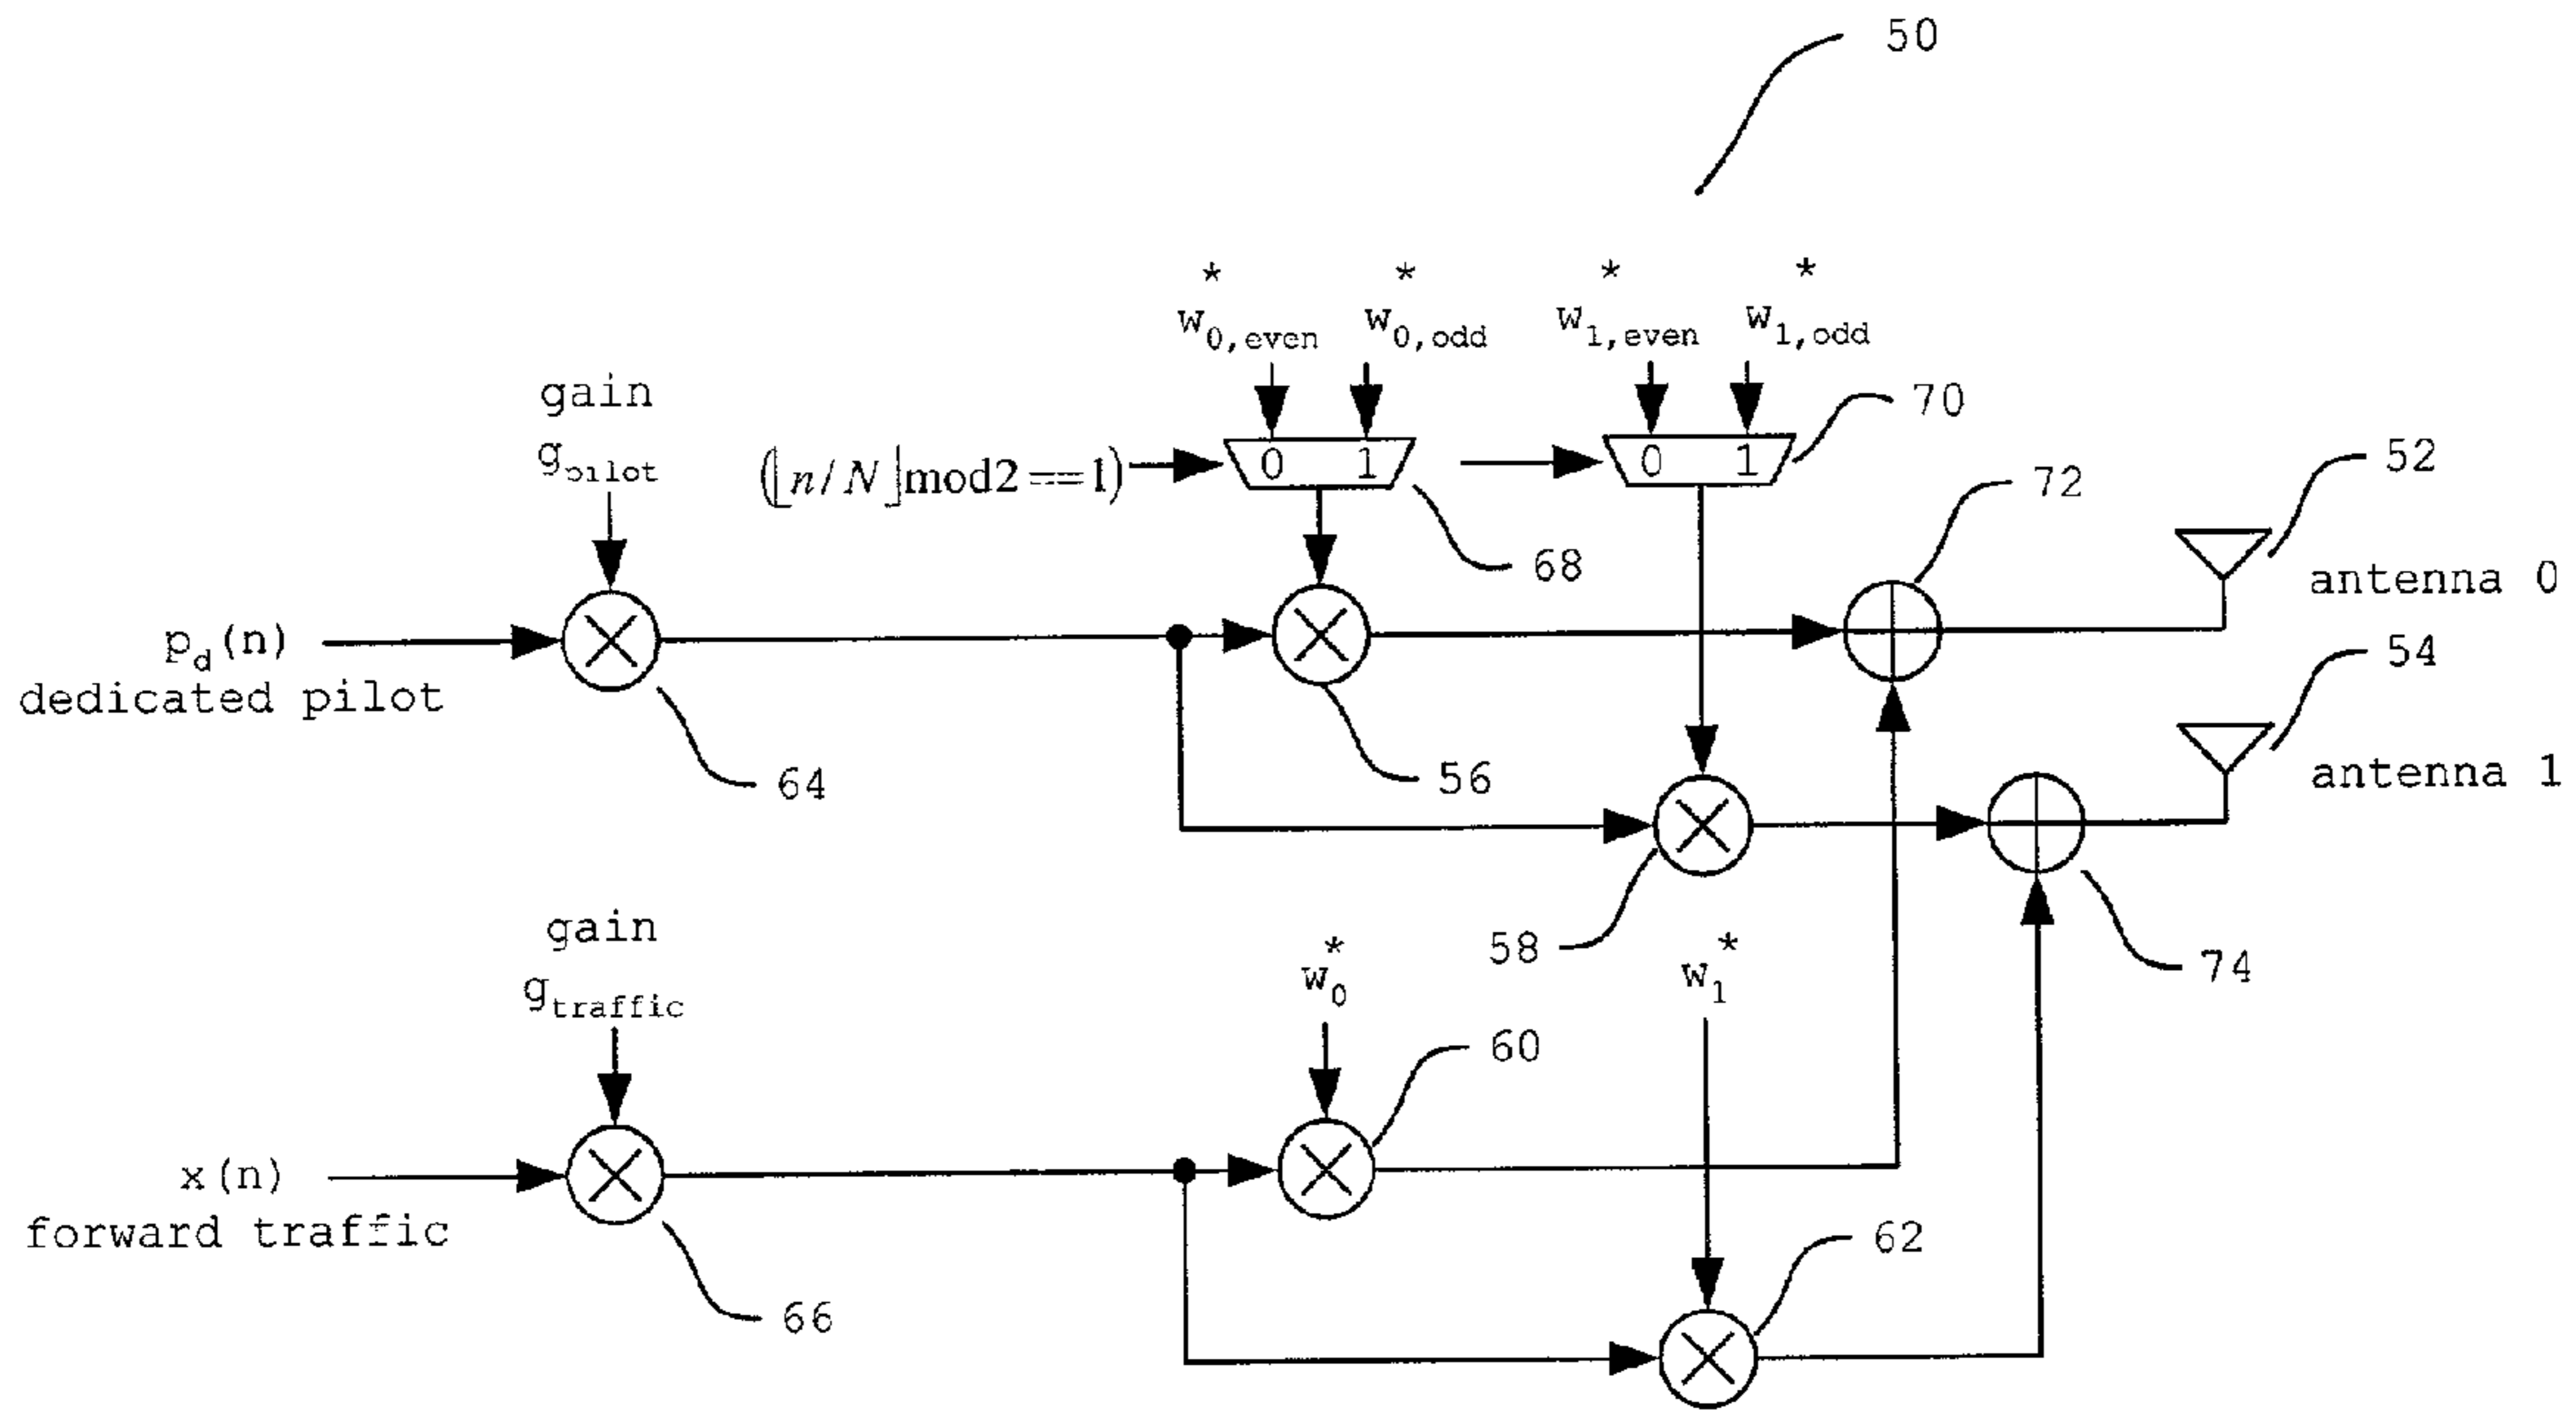 50
* * * *
w0,even w0,odd w1,even w1,odd
gain
gpilot
(⌊n/N⌋mod2==1)
0 1
0 1
70
52
72
68
antenna 0
pd(n)
dedicated pilot
54
64
56
antenna 1
gain
gtraffic
58
w0*
w1*
74
60
x(n)
forward traffic
62
66